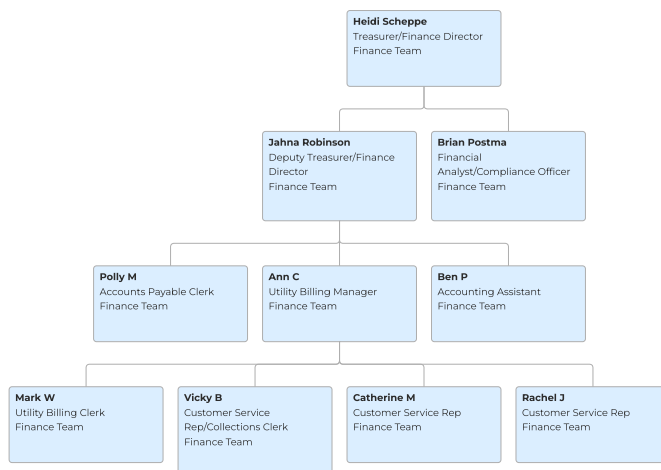 Heidi Scheppe
Treasurer/Finance Director
Finance Team
Jahna Robinson
Deputy Treasurer/Finance
Director
Finance Team
Brian Postma
Financial
Analyst/Compliance Officer
Finance Team
Polly M
Accounts Payable Clerk
Finance Team
Ann C
Utility Billing Manager
Finance Team
Ben P
Accounting Assistant
Finance Team
Mark W
Utility Billing Clerk
Finance Team
Vicky B
Customer Service
Rep/Collections Clerk
Finance Team
Catherine M
Customer Service Rep
Finance Team
Rachel J
Customer Service Rep
Finance Team